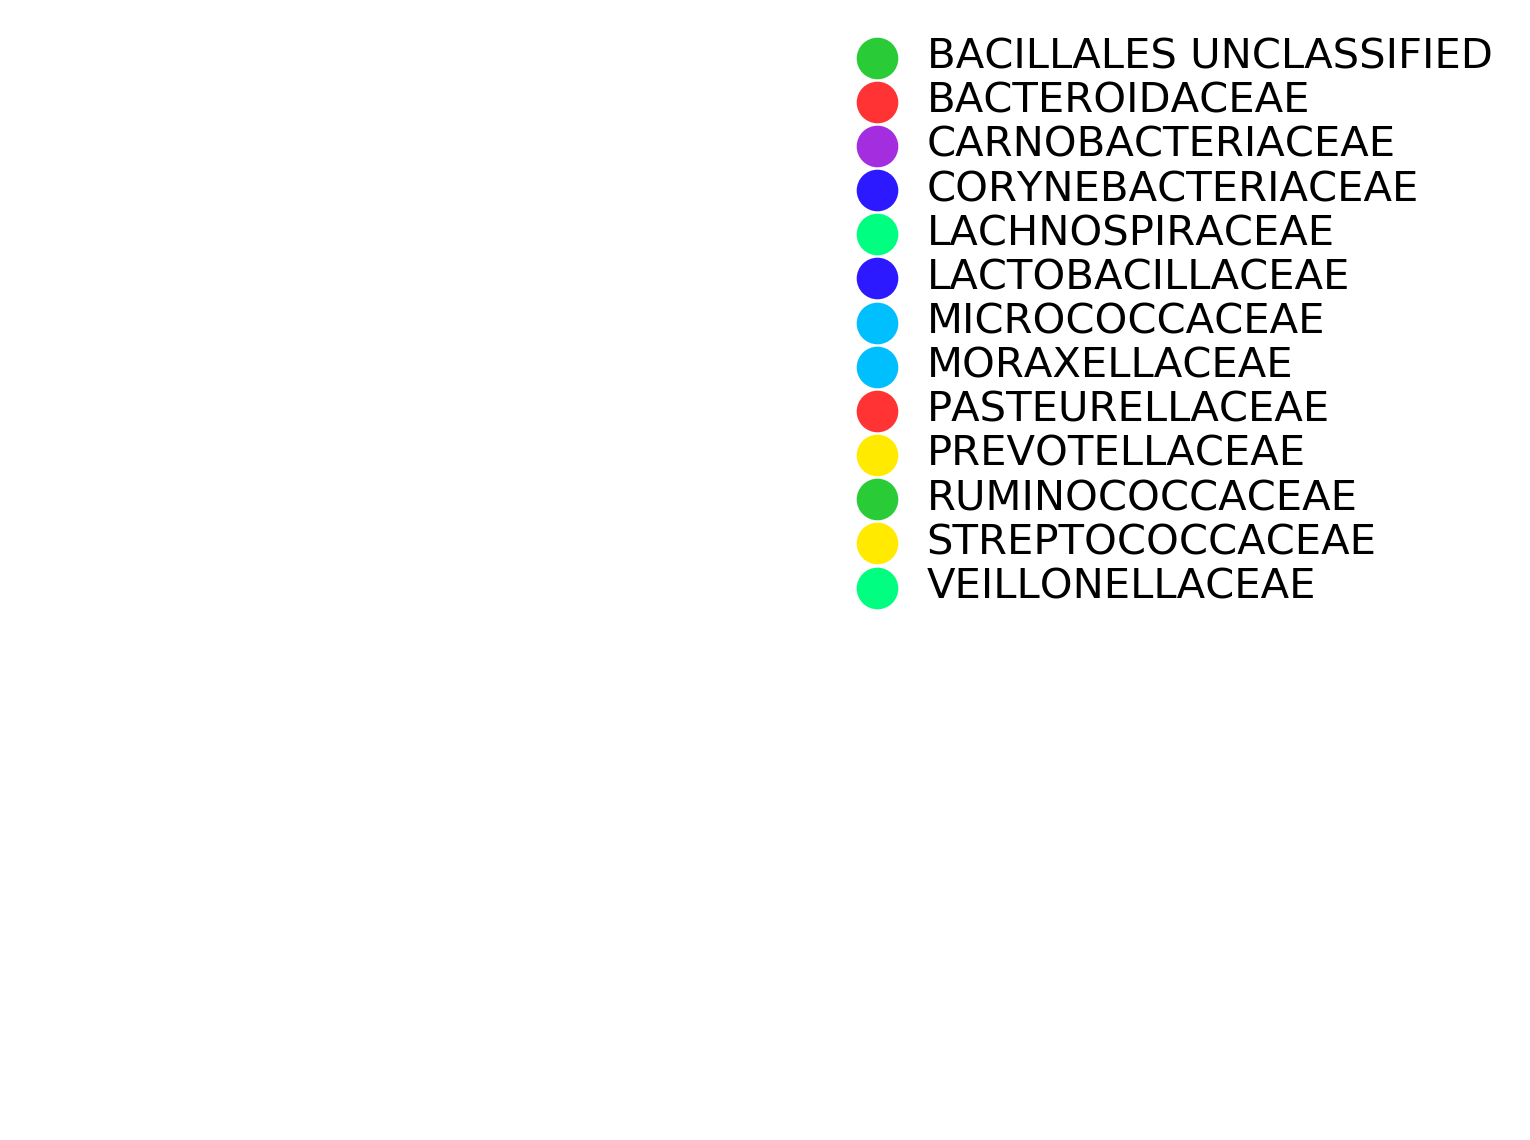 BACILLALES UNCLASSIFIED
BACTEROIDACEAE
CARNOBACTERIACEAE
CORYNEBACTERIACEAE
LACHNOSPIRACEAE
LACTOBACILLACEAE
MICROCOCCACEAE
MORAXELLACEAE
PASTEURELLACEAE
PREVOTELLACEAE
RUMINOCOCCACEAE
STREPTOCOCCACEAE
VEILLONELLACEAE